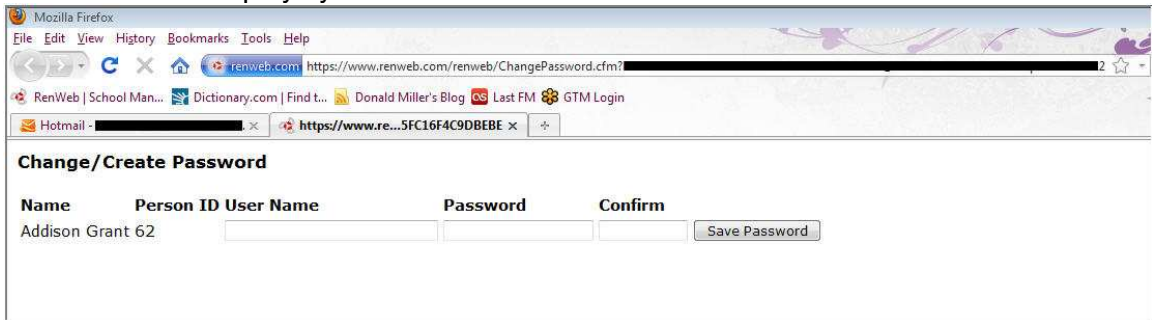 Mozilla Firefox
File Edit View History Bookmarks Tools Help
renweb.com https://www.renweb.com/renweb/ChangePassword.cfm? 2
RenWeb | School Man... Dictionary.com | Find t... Donald Miller's Blog Last FM GTM Login
Hotmail - https://www.re...5FC16F4C9DBEBE
Change/Create Password
Name Person ID User Name Password Confirm
Addison Grant 62 Save Password